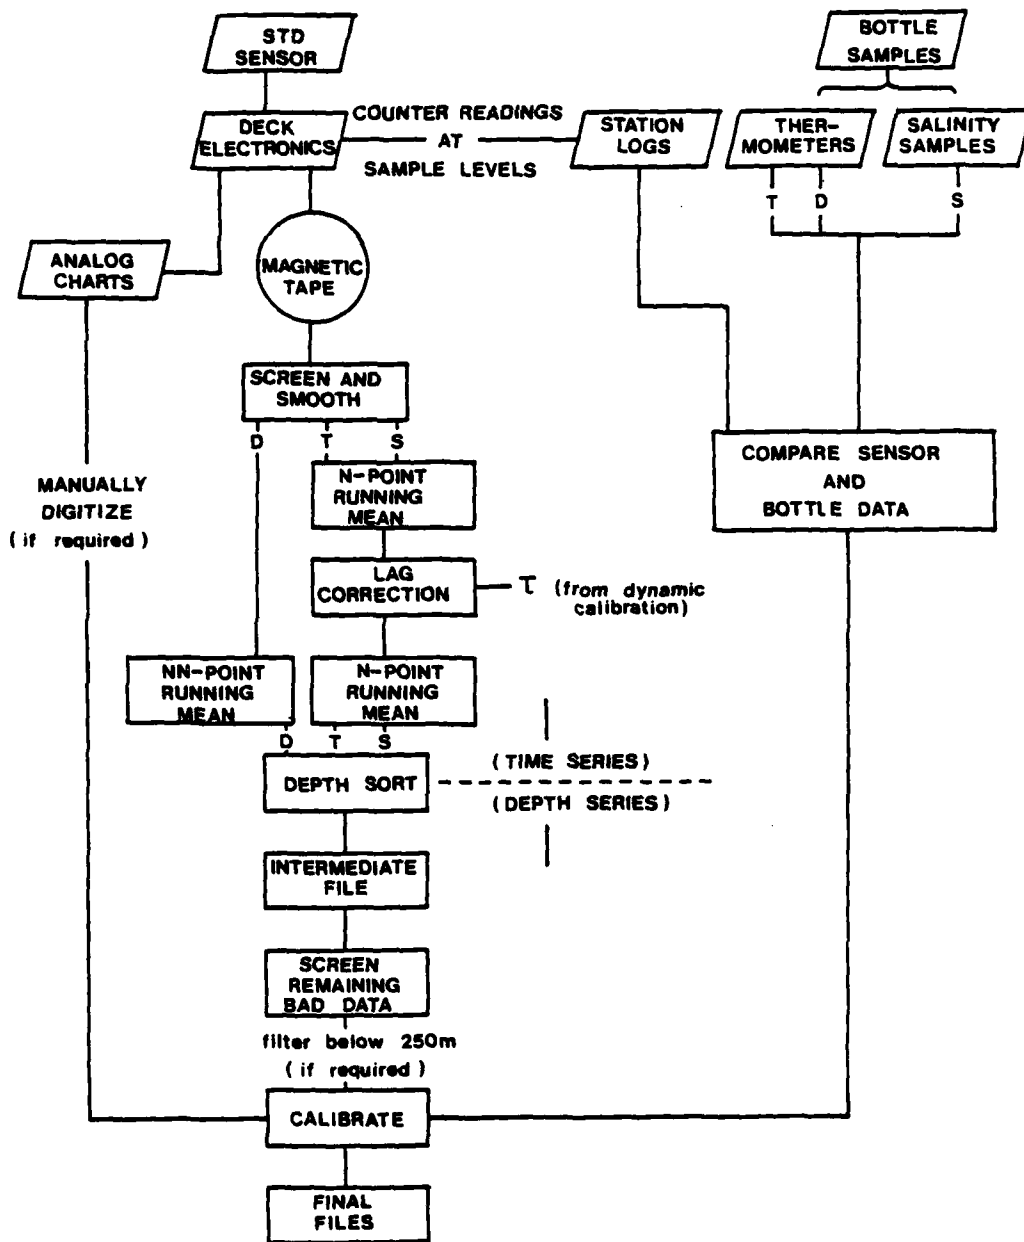 STD
SENSOR
BOTTLE
SAMPLES
DECK
ELECTRONICS
COUNTER READINGS
AT
SAMPLE LEVELS
STATION
LOGS
THER-
MOMETERS
SALINITY
SAMPLES
T D S
ANALOG
CHARTS
MAGNETIC
TAPE
SCREEN AND
SMOOTH
D T S
MANUALLY
DIGITIZE
(if required)
N-POINT
RUNNING
MEAN
COMPARE SENSOR
AND
BOTTLE DATA
LAG
CORRECTION
τ (from dynamic
calibration)
NN-POINT
RUNNING
MEAN
N-POINT
RUNNING
MEAN
D T S
DEPTH SORT
(TIME SERIES)
(DEPTH SERIES)
INTERMEDIATE
FILE
SCREEN
REMAINING
BAD DATA
filter below 250m
(if required)
CALIBRATE
FINAL
FILES